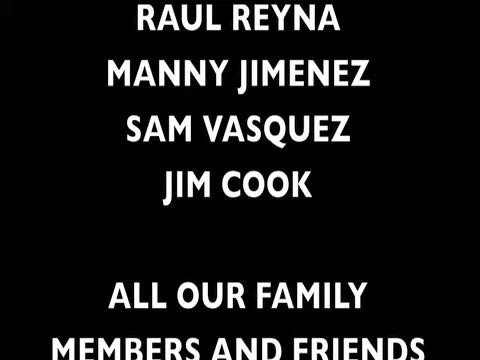 RAUL REYNA
MANNY JIMENEZ
SAM VASQUEZ
JIM COOK
ALL OUR FAMILY
MEMBERS AND FRIENDS